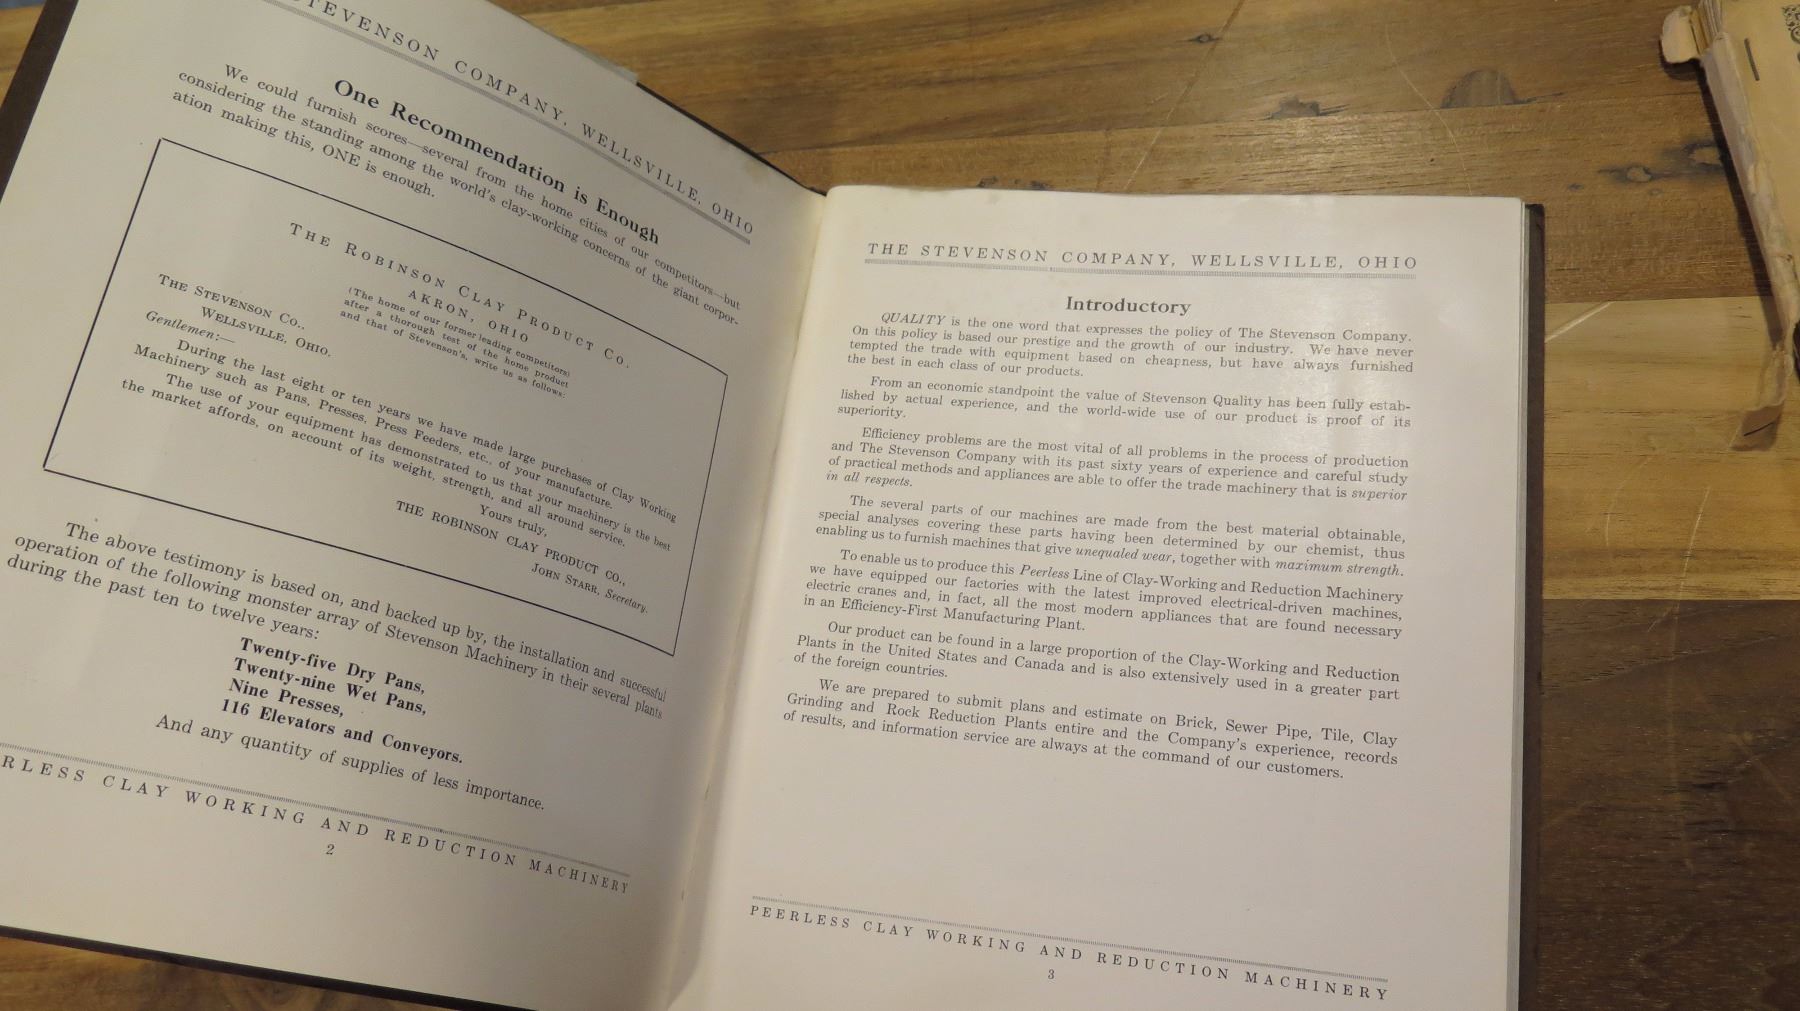 STEVENSON COMPANY, WELLSVILLE, OHIO
One Recommendation is Enough
We could furnish scores—several from the home cities of our competitors—but
considering the standing among the world's clay-working concerns of the giant corpor-
ation making this, ONE is enough.
THE ROBINSON CLAY PRODUCT CO.
AKRON, OHIO
(The home of our former leading competitors)
after a thorough test of the home product
and that of Stevenson's, write us as follows:
THE STEVENSON CO.,
WELLSVILLE, OHIO.
Gentlemen:—
During the last eight or ten years we have made large purchases of Clay Working
Machinery such as Pans, Presses, Press Feeders, etc., of your manufacture.
The use of your equipment has demonstrated to us that your machinery is the best
the market affords, on account of its weight, strength, and all around service.
Yours truly,
THE ROBINSON CLAY PRODUCT CO.,
JOHN STARR, Secretary.
The above testimony is based on, and backed up by, the installation and successful
operation of the following monster array of Stevenson Machinery in their several plants
during the past ten to twelve years:
Twenty-five Dry Pans,
Twenty-nine Wet Pans,
Nine Presses,
116 Elevators and Conveyors.
And any quantity of supplies of less importance.
RLESS CLAY WORKING AND REDUCTION MACHINERY
2
THE STEVENSON COMPANY, WELLSVILLE, OHIO
Introductory
QUALITY is the one word that expresses the policy of The Stevenson Company.
On this policy is based our prestige and the growth of our industry. We have never
tempted the trade with equipment based on cheapness, but have always furnished
the best in each class of our products.
From an economic standpoint the value of Stevenson Quality has been fully estab-
lished by actual experience, and the world-wide use of our product is proof of its
superiority.
Efficiency problems are the most vital of all problems in the process of production
and The Stevenson Company with its past sixty years of experience and careful study
of practical methods and appliances are able to offer the trade machinery that is superior
in all respects.
The several parts of our machines are made from the best material obtainable,
special analyses covering these parts having been determined by our chemist, thus
enabling us to furnish machines that give unequaled wear, together with maximum strength.
To enable us to produce this Peerless Line of Clay-Working and Reduction Machinery
we have equipped our factories with the latest improved electrical-driven machines,
electric cranes and, in fact, all the most modern appliances that are found necessary
in an Efficiency-First Manufacturing Plant.
Our product can be found in a large proportion of the Clay-Working and Reduction
Plants in the United States and Canada and is also extensively used in a greater part
of the foreign countries.
We are prepared to submit plans and estimate on Brick, Sewer Pipe, Tile, Clay
Grinding and Rock Reduction Plants entire and the Company's experience, records
of results, and information service are always at the command of our customers.
PEERLESS CLAY WORKING AND REDUCTION MACHINERY
3